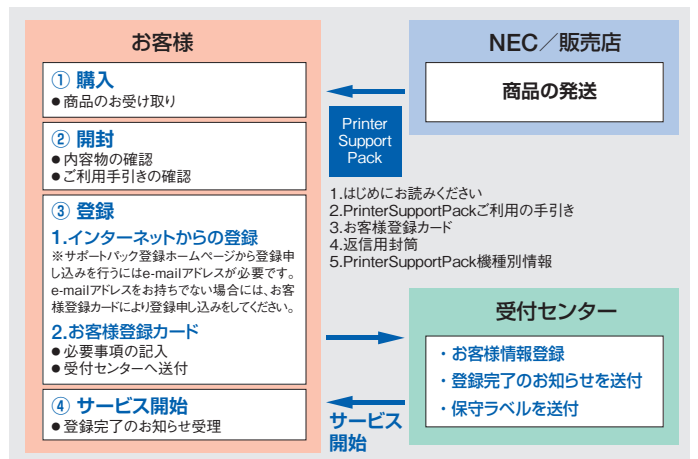 お客様
① 購入
●商品のお受け取り
② 開封
●内容物の確認
●ご利用手引きの確認
③ 登録
1.インターネットからの登録
※サポートパック登録ホームページから登録申
し込みを行うにはe-mailアドレスが必要です。
e-mailアドレスをお持ちでない場合には、お客
様登録カードにより登録申し込みをしてください。
2.お客様登録カード
●必要事項の記入
●受付センターへ送付
④ サービス開始
●登録完了のお知らせ受理
NEC／販売店
商品の発送
Printer
Support
Pack
1.はじめにお読みください
2.PrinterSupportPackご利用の手引き
3.お客様登録カード
4.返信用封筒
5.PrinterSupportPack機種別情報
受付センター
・お客様情報登録
・登録完了のお知らせを送付
・保守ラベルを送付
サービス
開始